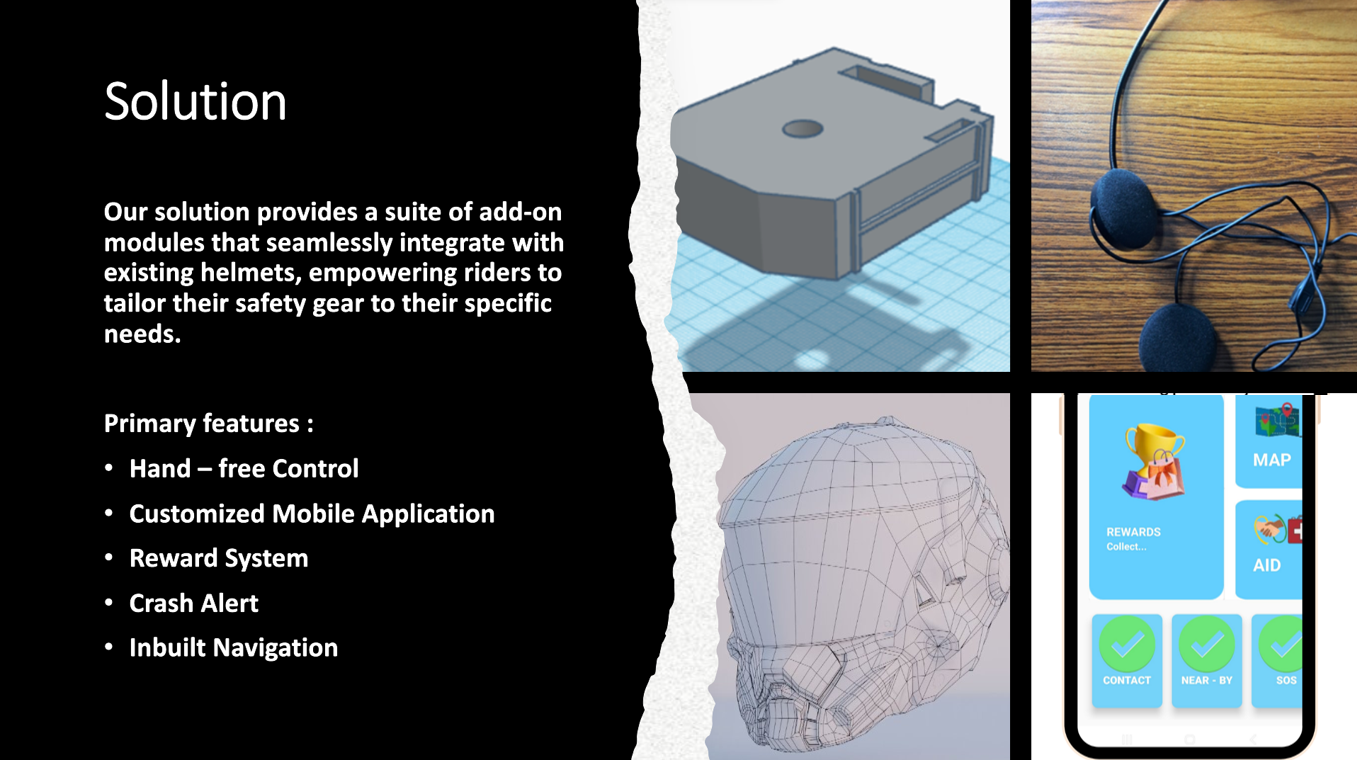 Solution
Our solution provides a suite of add-on
modules that seamlessly integrate with
existing helmets, empowering riders to
tailor their safety gear to their specific
needs.
Primary features :
• Hand – free Control
• Customized Mobile Application
• Reward System
• Crash Alert
• Inbuilt Navigation
MAP
REWARDS
Collect...
AID
CONTACT
NEAR - BY
SOS